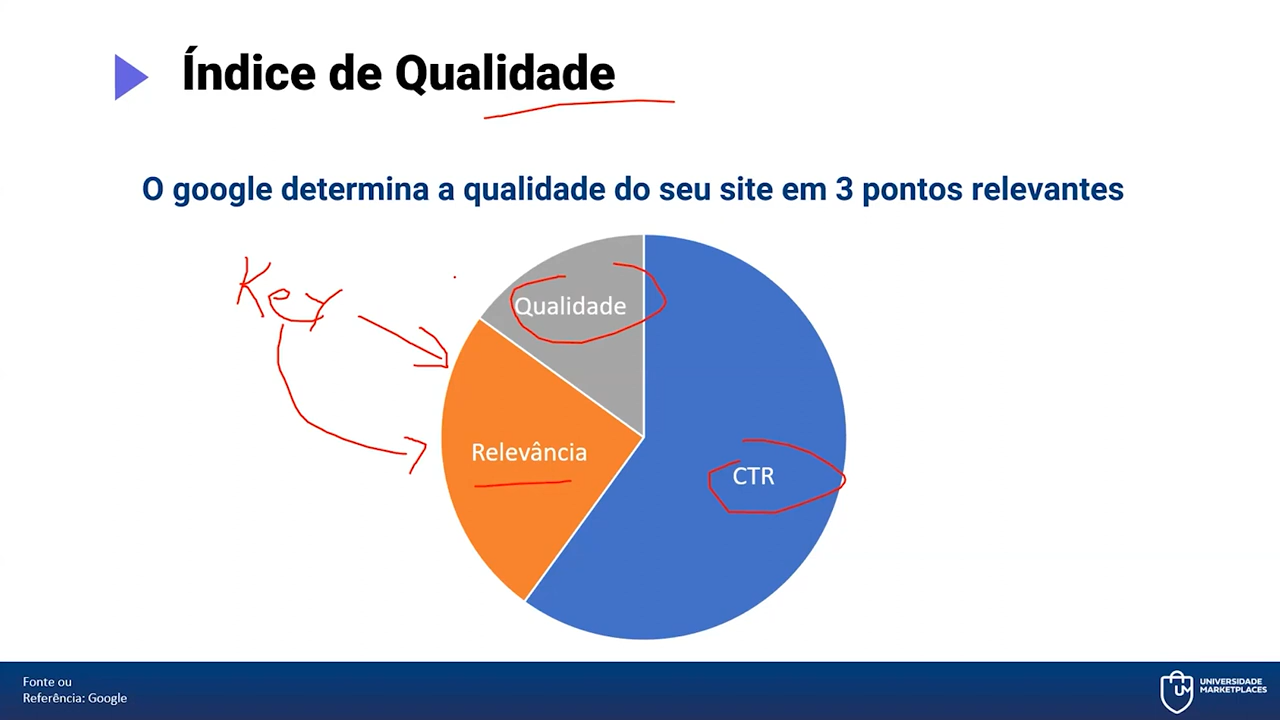 Índice de Qualidade
O google determina a qualidade do seu site em 3 pontos relevantes
Key
Qualidade
Relevância
CTR
Fonte ou
Referência: Google
UM
UNIVERSIDADE
MARKETPLACES